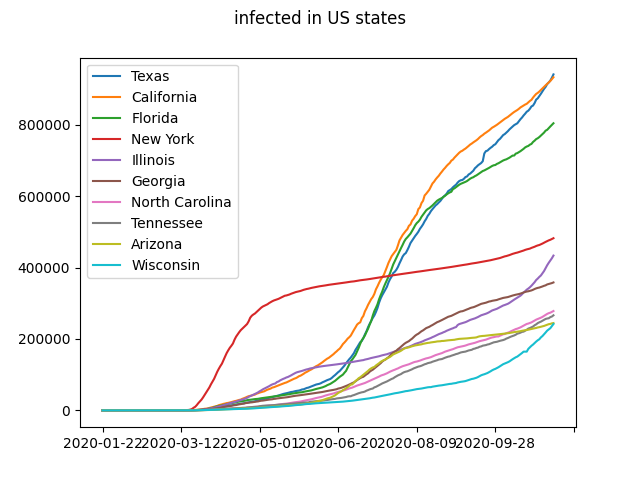 infected in US states
Texas
California
Florida
New York
Illinois
Georgia
North Carolina
Tennessee
Arizona
Wisconsin
800000
600000
400000
200000
0
2020-01-22 2020-03-12 2020-05-01 2020-06-20 2020-08-09 2020-09-28